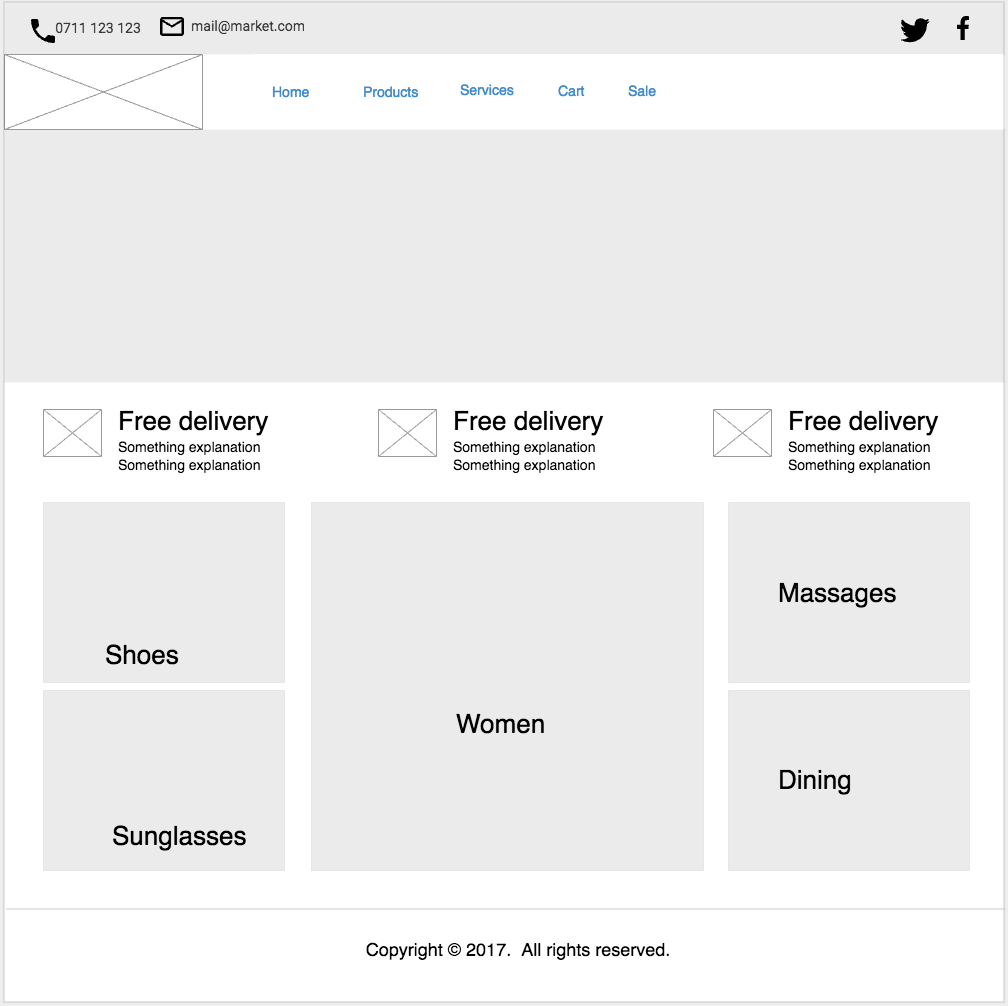 0711 123 123 mail@market.com
Home Products Services Cart Sale
Free delivery
Something explanation
Something explanation
Free delivery
Something explanation
Something explanation
Free delivery
Something explanation
Something explanation
Shoes
Sunglasses
Women
Massages
Dining
Copyright © 2017.  All rights reserved.